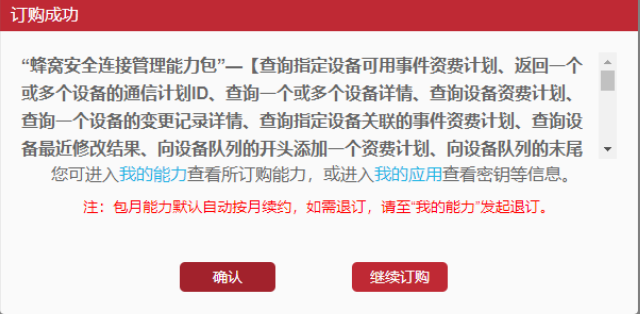 订购成功
“蜂窝安全连接管理能力包”—【查询指定设备可用事件资费计划、返回一个
或多个设备的通信计划ID、查询一个或多个设备详情、查询设备资费计划、
查询一个设备的变更记录详情、查询指定设备关联的事件资费计划、查询设
备最近修改结果、向设备队列的开头添加一个资费计划、向设备队列的末尾
您可进入我的能力查看所订购能力，或进入我的应用查看密钥等信息。
注：包月能力默认自动按月续约，如需退订，请至“我的能力”发起退订。
确认
继续订购